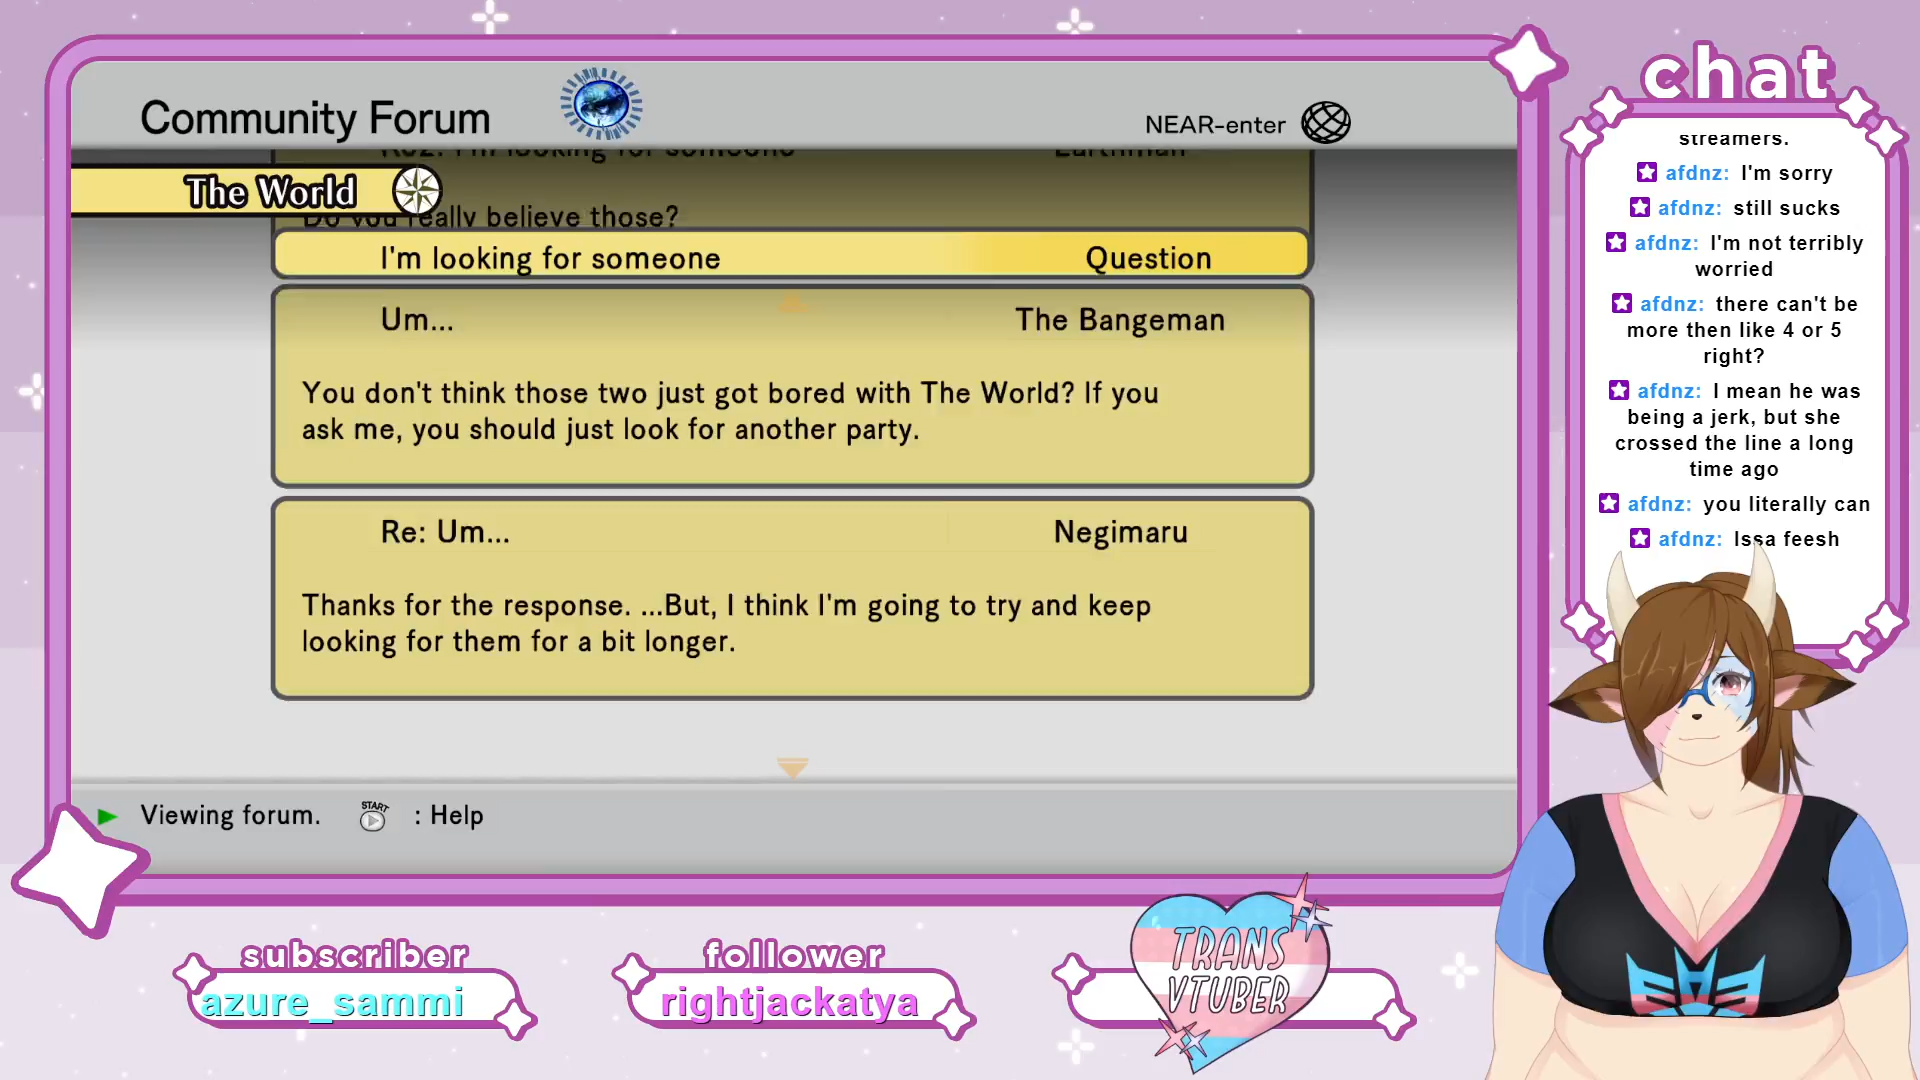 Community Forum
NEAR-enter
Re2: I'm looking for someone
Earthman
The World
Do you really believe those?
I'm looking for someone
Question
Um...
The Bangeman
You don't think those two just got bored with The World? If you
ask me, you should just look for another party.
Re: Um...
Negimaru
Thanks for the response. ...But, I think I'm going to try and keep
looking for them for a bit longer.
Viewing forum.
START
: Help
chat
streamers.
afdnz: I'm sorry
afdnz: still sucks
afdnz: I'm not terribly
worried
afdnz: there can't be
more then like 4 or 5
right?
afdnz: I mean he was
being a jerk, but she
crossed the line a long
time ago
afdnz: you literally can
afdnz: Issa feesh
subscriber
azure_sammi
follower
rightjackatya
TRANS
VTUBER